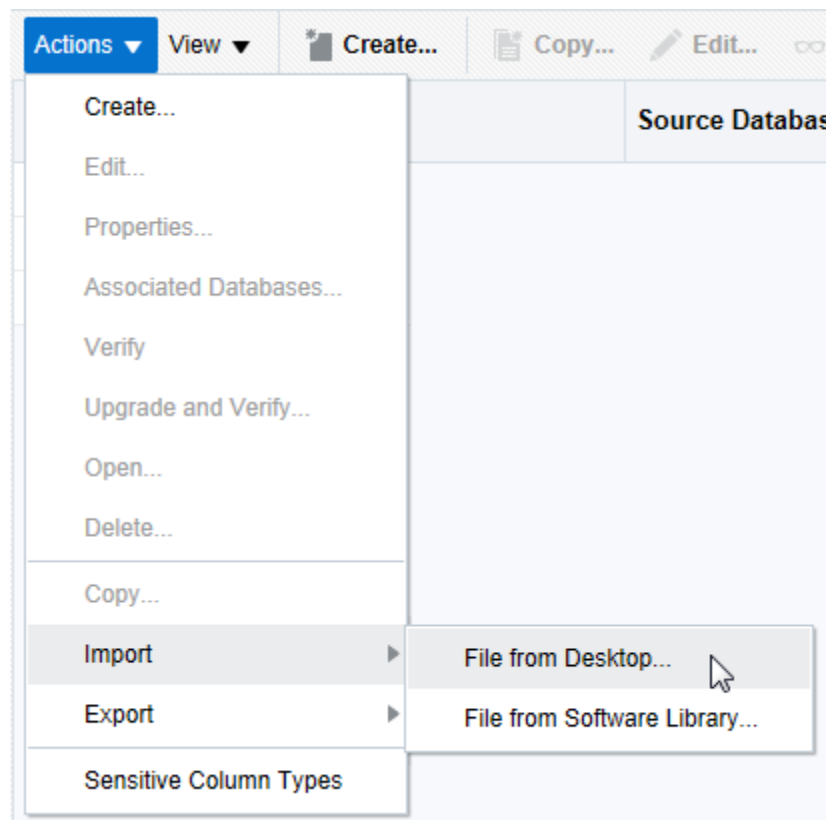 Actions View Create... Copy... Edit...
Source Databas
Create...
Edit...
Properties...
Associated Databases...
Verify
Upgrade and Verify...
Open...
Delete...
Copy...
Import
File from Desktop...
Export
File from Software Library...
Sensitive Column Types